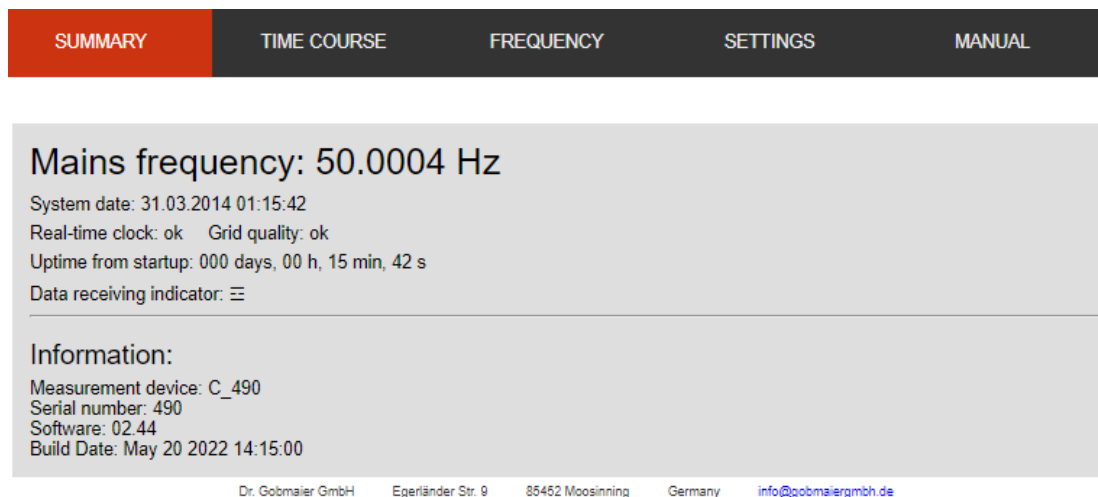 SUMMARY TIME COURSE FREQUENCY SETTINGS MANUAL
Mains frequency: 50.0004 Hz
System date: 31.03.2014 01:15:42
Real-time clock: ok Grid quality: ok
Uptime from startup: 000 days, 00 h, 15 min, 42 s
Data receiving indicator: ☲
Information:
Measurement device: C_490
Serial number: 490
Software: 02.44
Build Date: May 20 2022 14:15:00
Dr. Gobmaier GmbH Egerländer Str. 9 85452 Moosinning Germany info@gobmaiergmbh.de